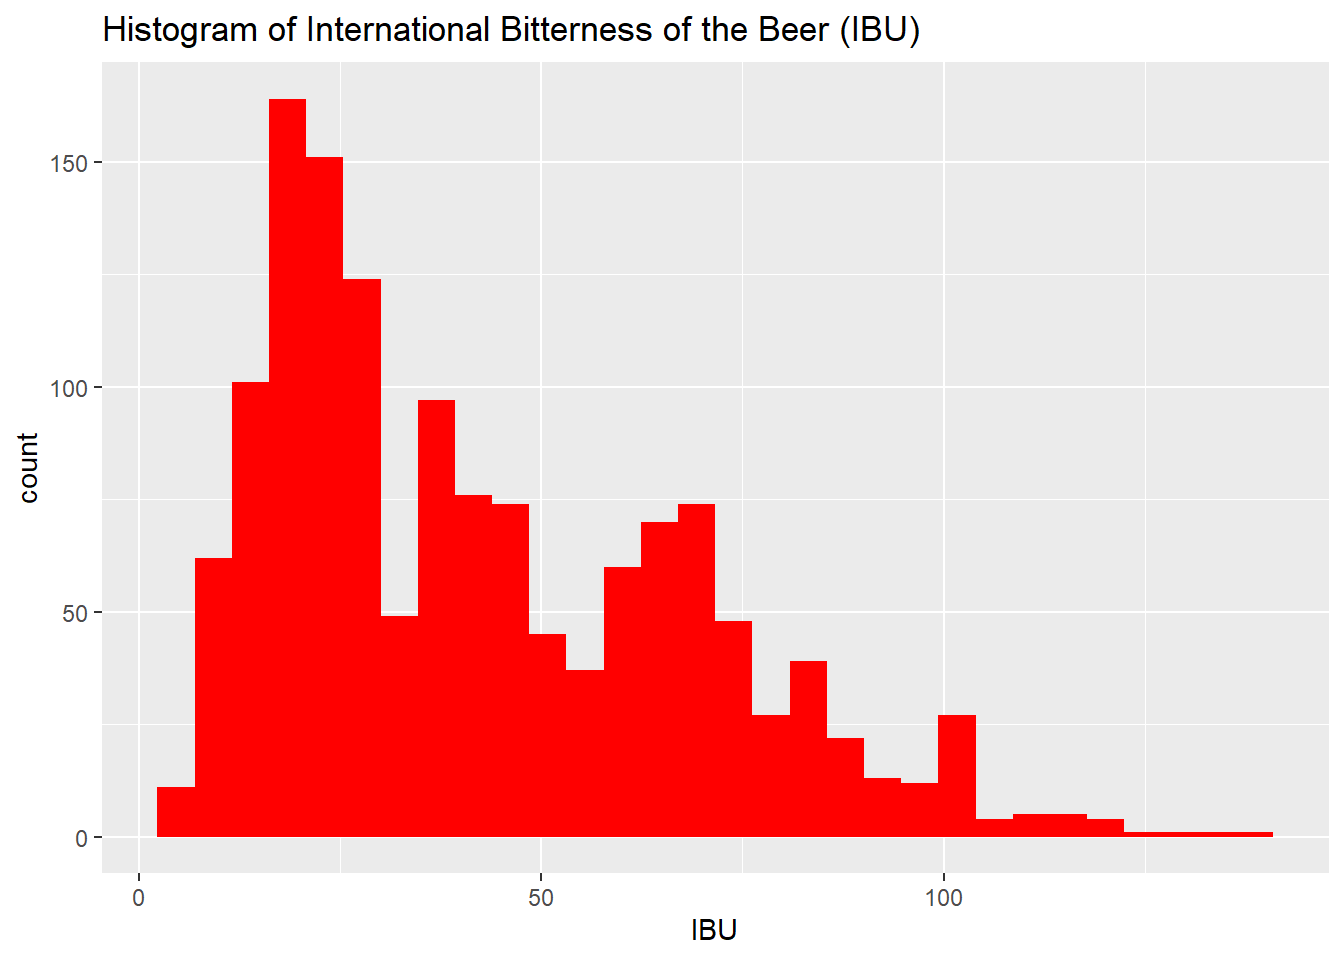 Histogram of International Bitterness of the Beer (IBU)
150
100
50
0
count
0 50 100
IBU